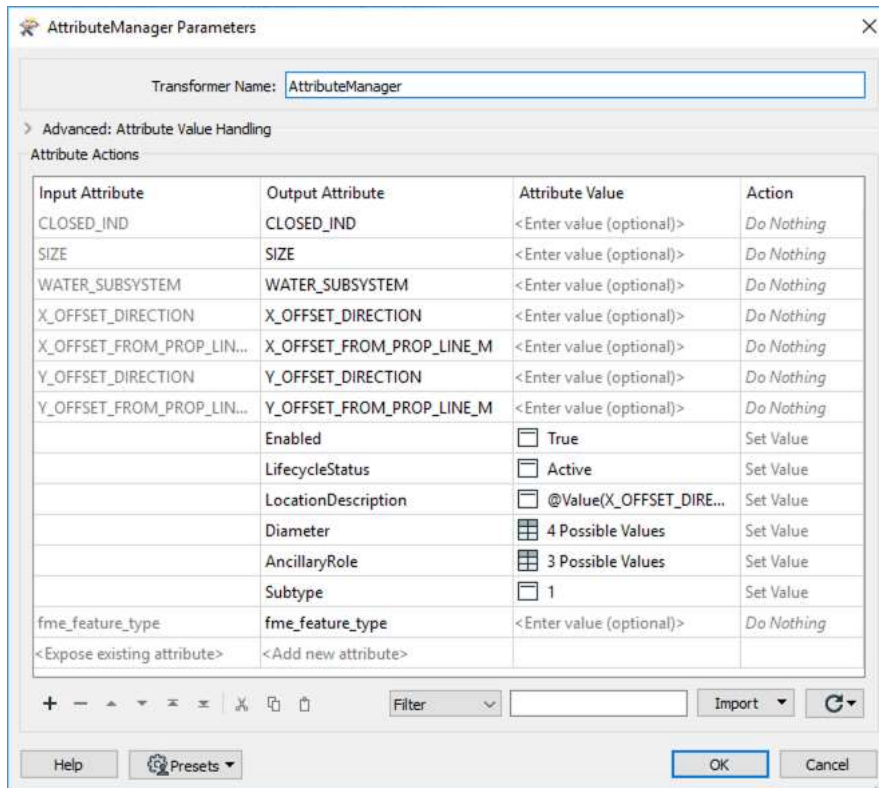 AttributeManager Parameters
Transformer Name: AttributeManager
Advanced: Attribute Value Handling
Attribute Actions
Input Attribute Output Attribute Attribute Value Action
CLOSED_IND CLOSED_IND <Enter value (optional)> Do Nothing
SIZE SIZE <Enter value (optional)> Do Nothing
WATER_SUBSYSTEM WATER_SUBSYSTEM <Enter value (optional)> Do Nothing
X_OFFSET_DIRECTION X_OFFSET_DIRECTION <Enter value (optional)> Do Nothing
X_OFFSET_FROM_PROP_LIN... X_OFFSET_FROM_PROP_LINE_M <Enter value (optional)> Do Nothing
Y_OFFSET_DIRECTION Y_OFFSET_DIRECTION <Enter value (optional)> Do Nothing
Y_OFFSET_FROM_PROP_LIN... Y_OFFSET_FROM_PROP_LINE_M <Enter value (optional)> Do Nothing
Enabled True Set Value
LifecycleStatus Active Set Value
LocationDescription @Value(X_OFFSET_DIRE... Set Value
Diameter 4 Possible Values Set Value
AncillaryRole 3 Possible Values Set Value
Subtype 1 Set Value
fme_feature_type fme_feature_type <Enter value (optional)> Do Nothing
<Expose existing attribute> <Add new attribute>
Filter Import
Help Presets OK Cancel